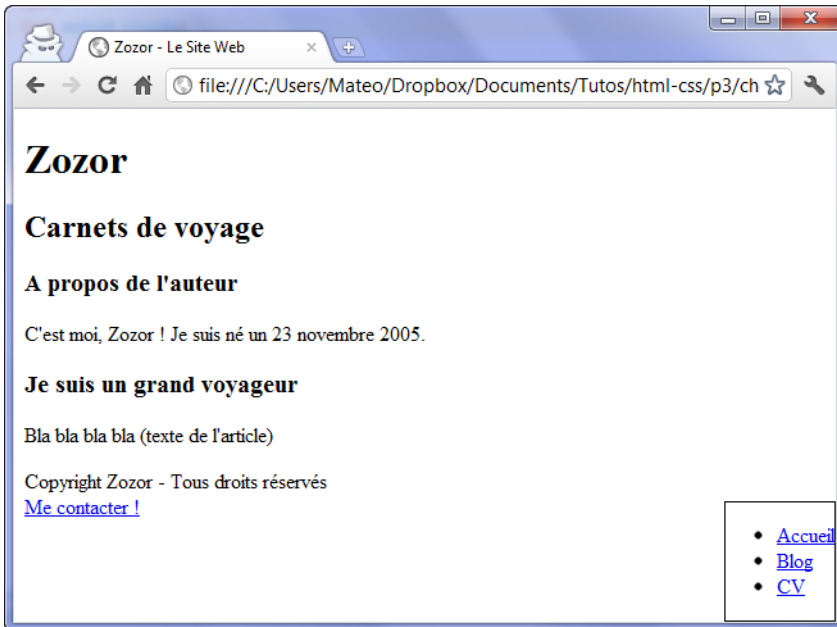 Zozor - Le Site Web
file:///C:/Users/Mateo/Dropbox/Documents/Tutos/html-css/p3/ch
Zozor
Carnets de voyage
A propos de l'auteur
C'est moi, Zozor ! Je suis né un 23 novembre 2005.
Je suis un grand voyageur
Bla bla bla bla (texte de l'article)
Copyright Zozor - Tous droits réservés
Me contacter !
Accueil
Blog
CV